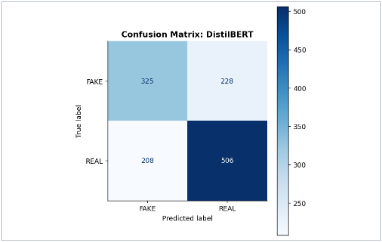 Confusion Matrix: DistilBERT
500
450
400
350
300
250
True label
FAKE
325
228
REAL
208
506
FAKE
REAL
Predicted label